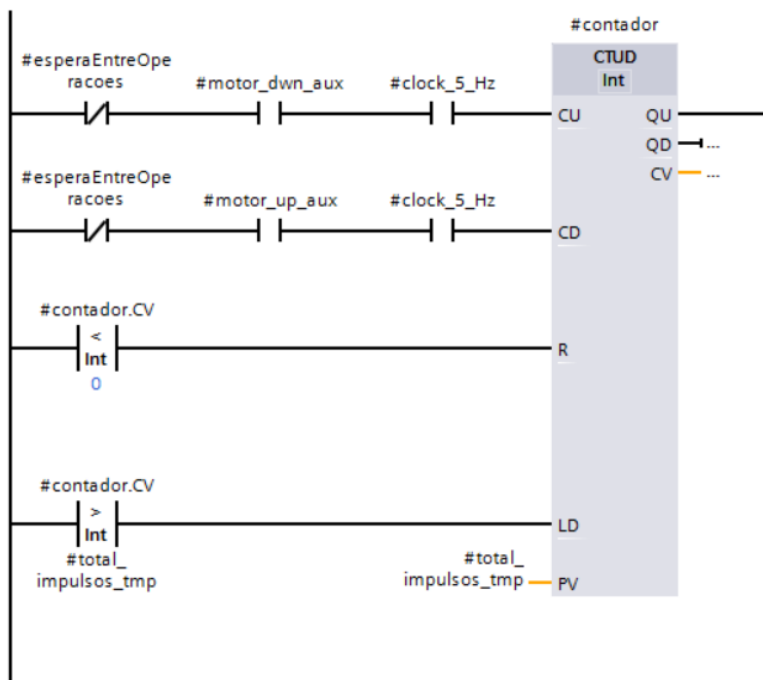 #contador
#esperaEntreOpe
racoes
#motor_dwn_aux
#clock_5_Hz
CTUD
Int
CU
QU
QD
...
CV
...
#esperaEntreOpe
racoes
#motor_up_aux
#clock_5_Hz
CD
#contador.CV
<
Int
0
R
#contador.CV
>
Int
#total_
impulsos_tmp
LD
#total_
impulsos_tmp
PV